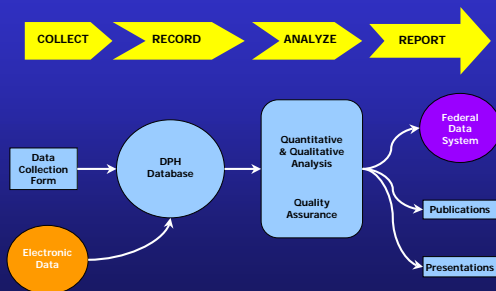 COLLECT
RECORD
ANALYZE
REPORT
Data
Collection
Form
Electronic
Data
DPH
Database
Quantitative
& Qualitative
Analysis
Quality
Assurance
Federal
Data
System
Publications
Presentations